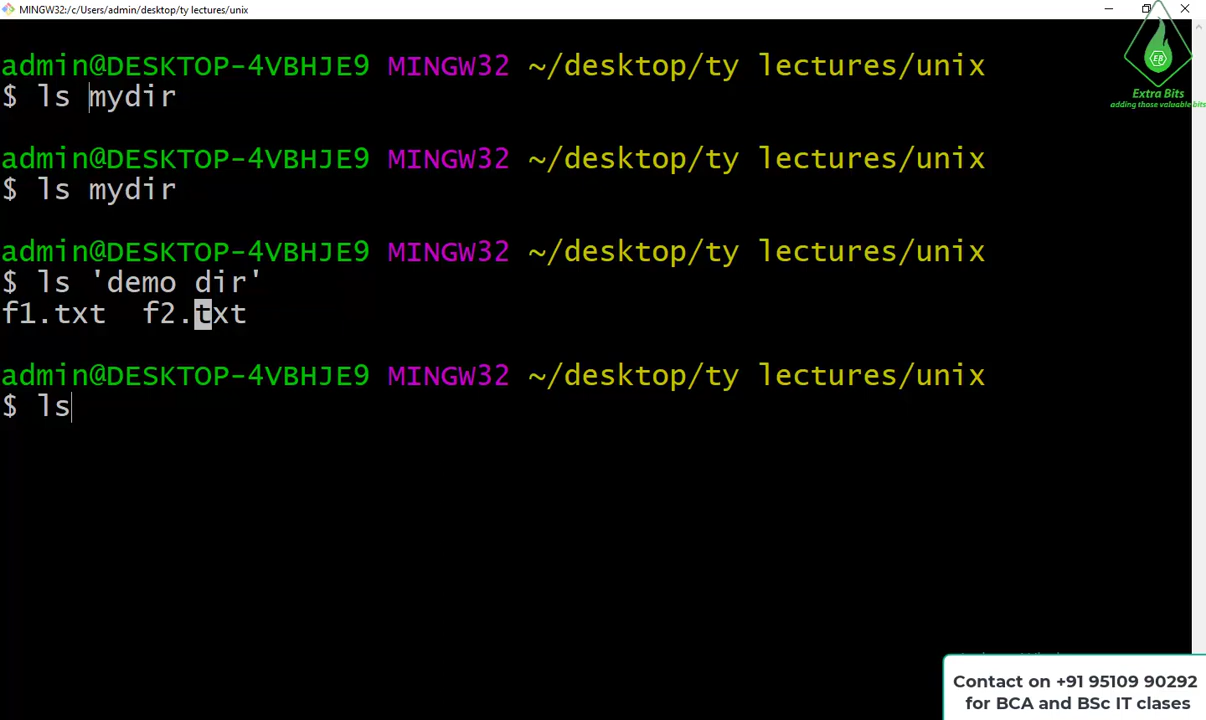 MINGW32:/c/Users/admin/desktop/ty lectures/unix
admin@DESKTOP-4VBHJE9 MINGW32 ~/desktop/ty lectures/unix
$ ls mydir
admin@DESKTOP-4VBHJE9 MINGW32 ~/desktop/ty lectures/unix
$ ls mydir
admin@DESKTOP-4VBHJE9 MINGW32 ~/desktop/ty lectures/unix
$ ls 'demo dir'
f1.txt  f2.txt
admin@DESKTOP-4VBHJE9 MINGW32 ~/desktop/ty lectures/unix
$ ls
EB
Extra Bits
adding those valuable bits
Contact on +91 95109 90292
for BCA and BSc IT clases